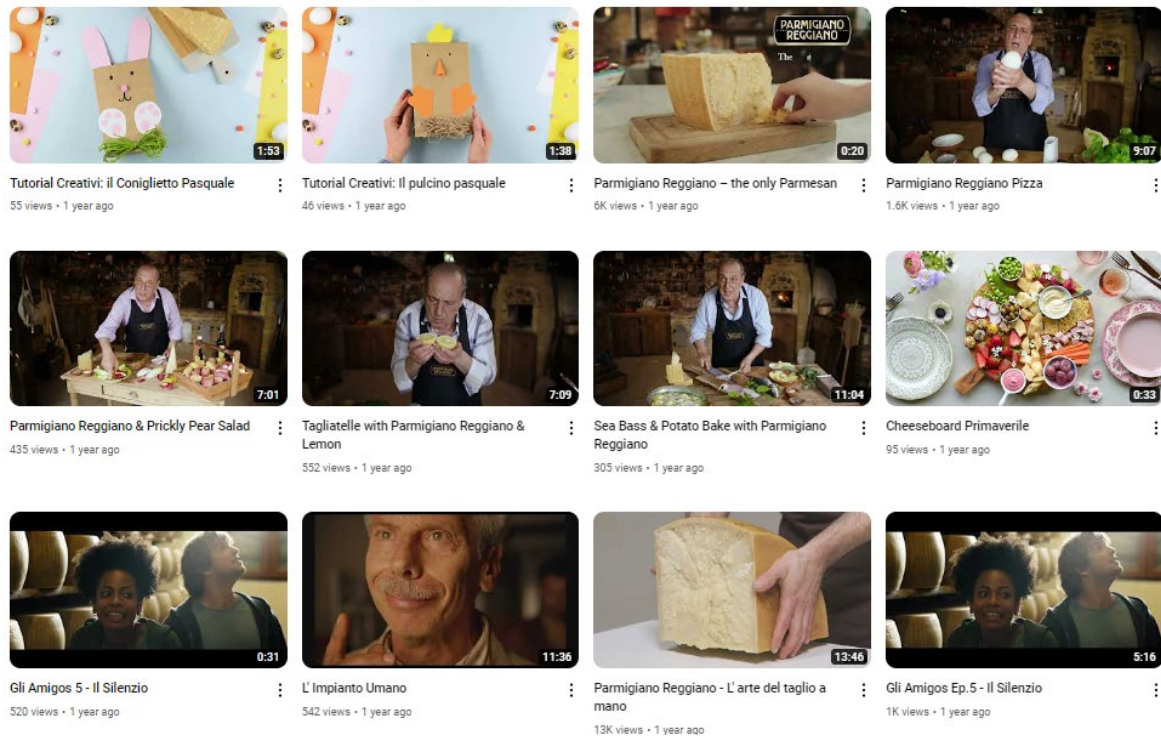 PARMIGIANO
REGGIANO
The
1:53
1:38
0:20
9:07
Tutorial Creativi: il Coniglietto Pasquale
55 views • 1 year ago
Tutorial Creativi: Il pulcino pasquale
46 views • 1 year ago
Parmigiano Reggiano – the only Parmesan
6K views • 1 year ago
Parmigiano Reggiano Pizza
1.6K views • 1 year ago
7:01
7:09
11:04
0:33
Parmigiano Reggiano & Prickly Pear Salad
435 views • 1 year ago
Tagliatelle with Parmigiano Reggiano &
Lemon
552 views • 1 year ago
Sea Bass & Potato Bake with Parmigiano
Reggiano
305 views • 1 year ago
Cheeseboard Primaverile
95 views • 1 year ago
0:31
11:36
13:46
5:16
Gli Amigos 5 - Il Silenzio
520 views • 1 year ago
L' Impianto Umano
542 views • 1 year ago
Parmigiano Reggiano - L' arte del taglio a
mano
13K views • 1 year ago
Gli Amigos Ep.5 - Il Silenzio
1K views • 1 year ago